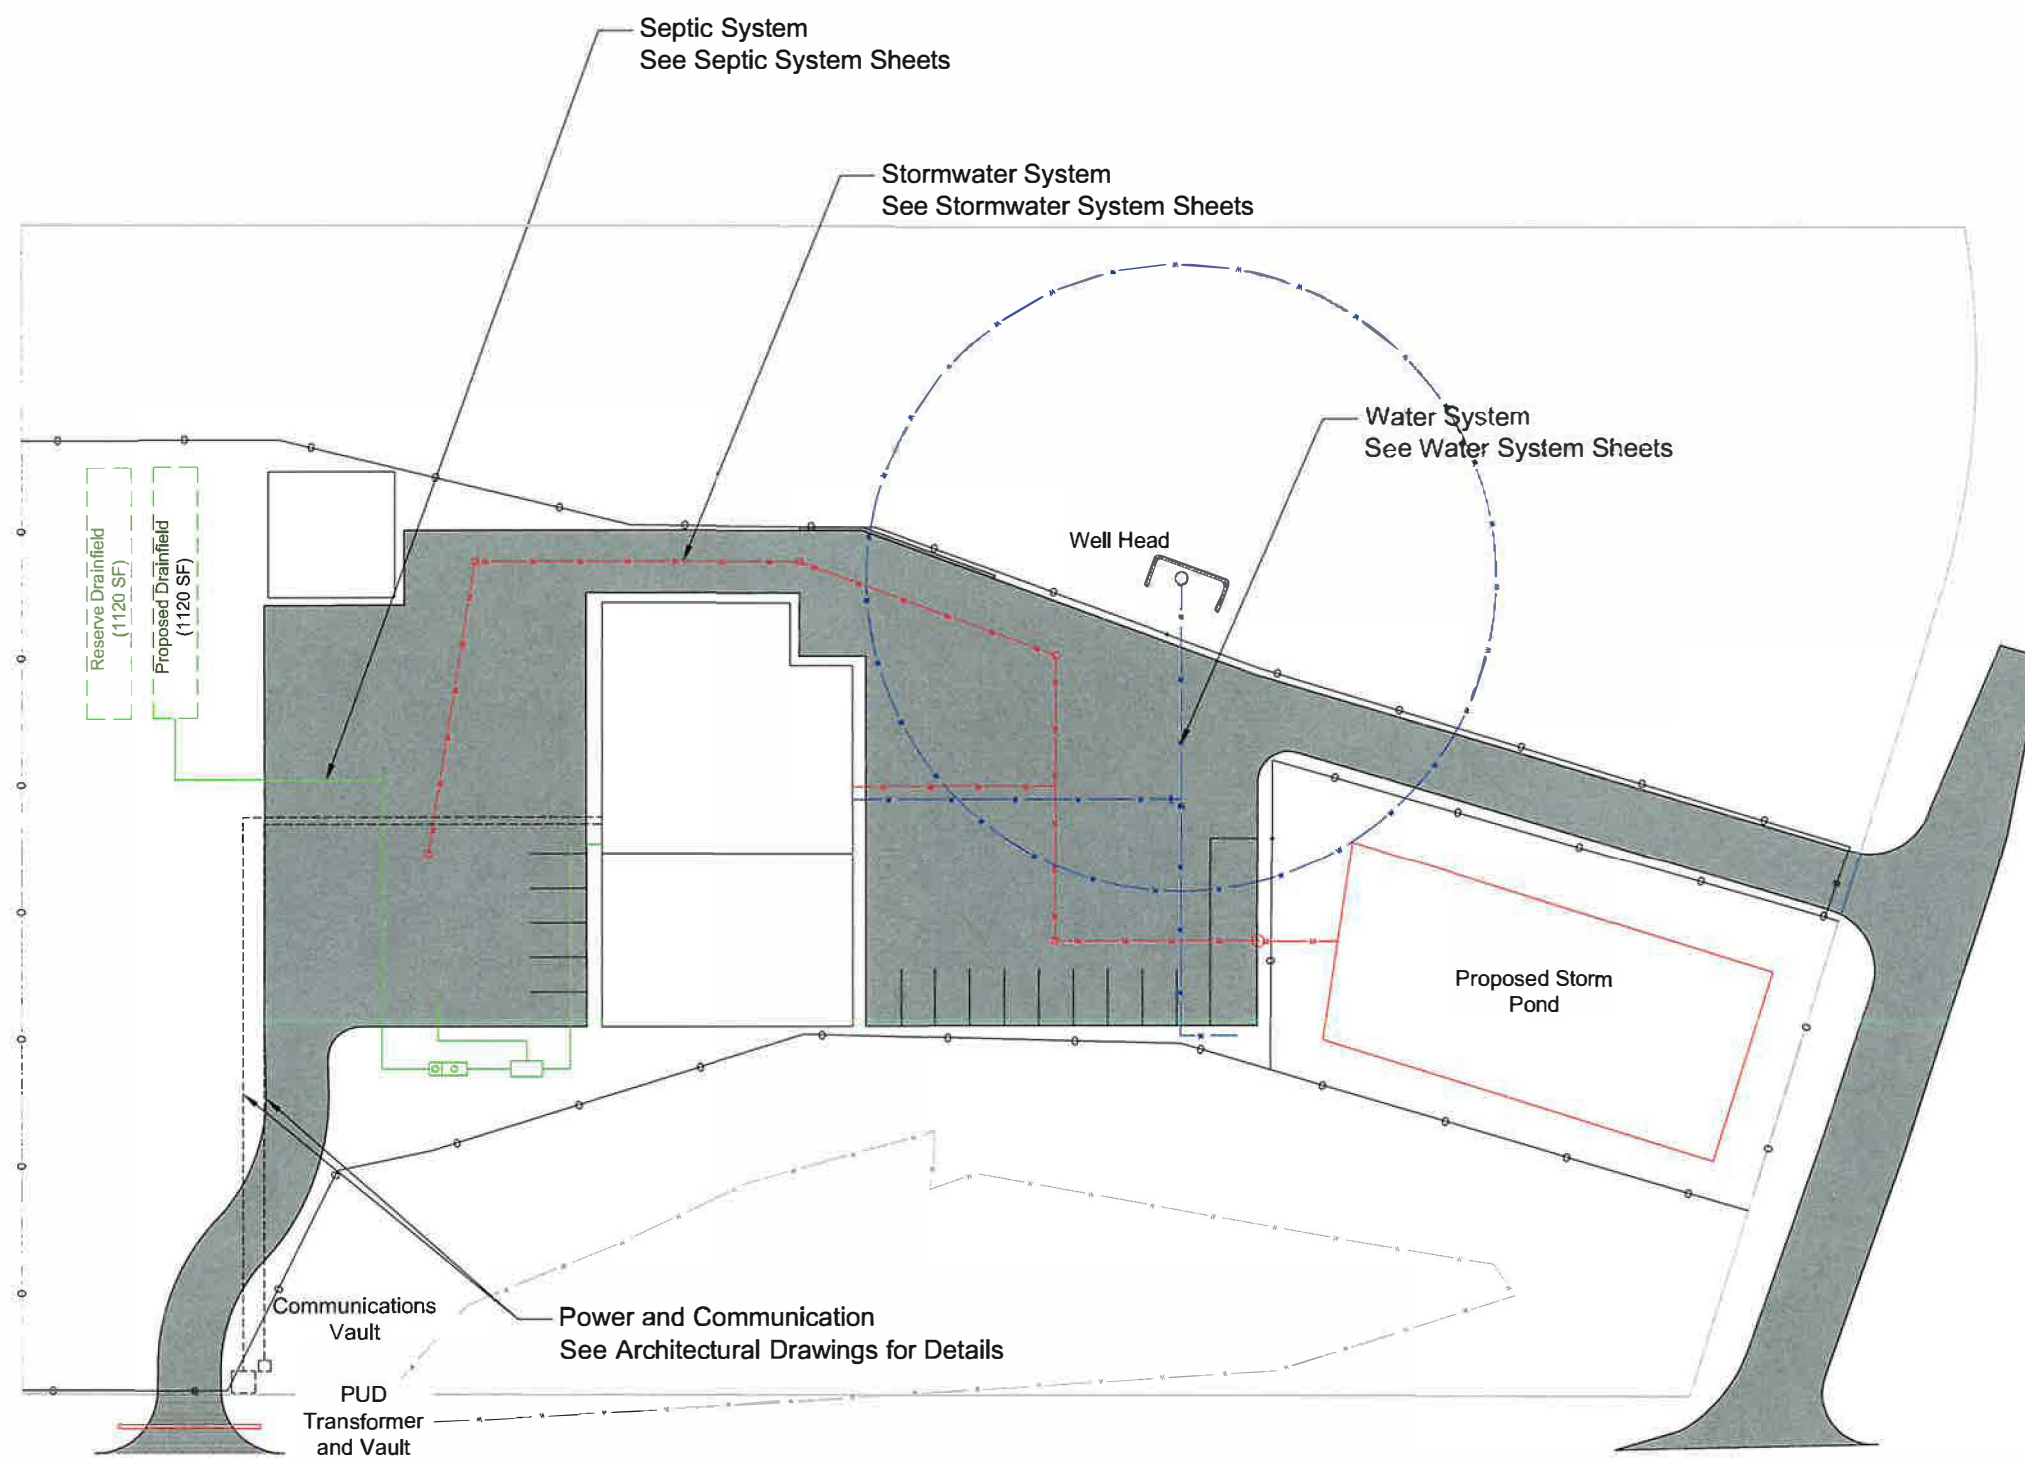 Septic System
See Septic System Sheets
Stormwater System
See Stormwater System Sheets
Water System
See Water System Sheets
Well Head
Reserve Drainfield
(1120 SF)
Proposed Drainfield
(1120 SF)
Proposed Storm
Pond
Communications
Vault
Power and Communication
See Architectural Drawings for Details
PUD
Transformer
and Vault